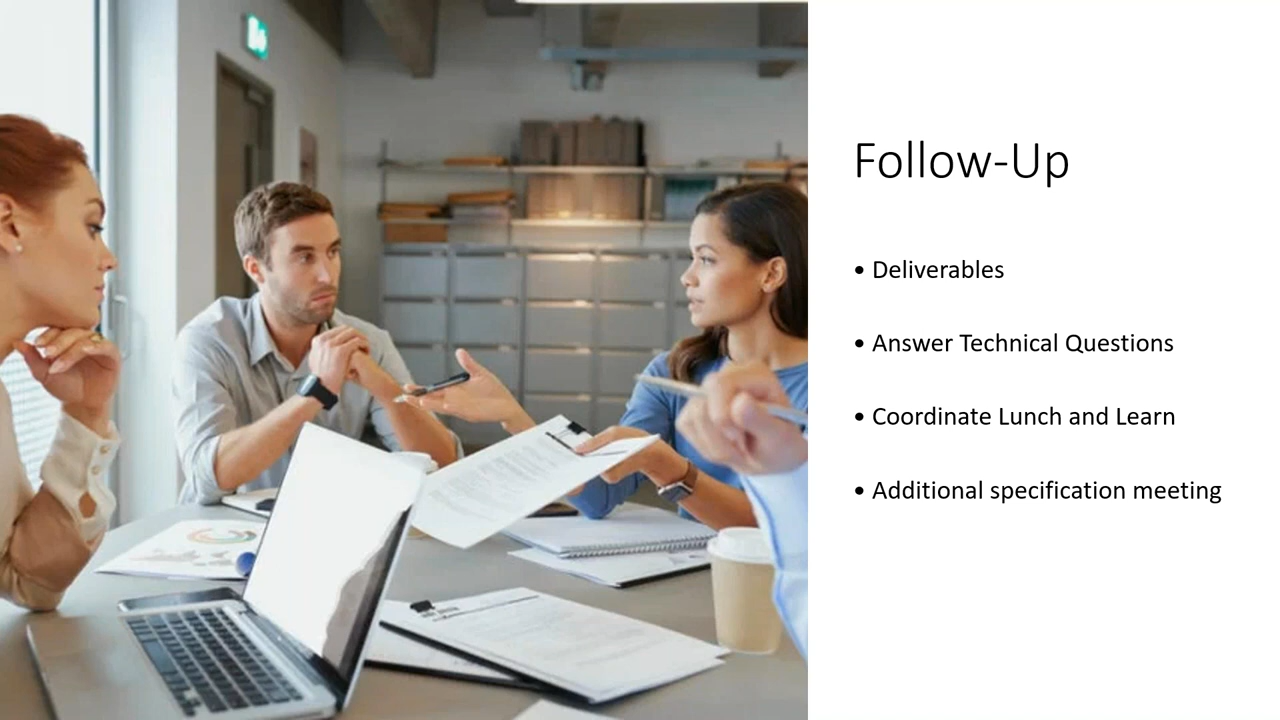 Follow-Up
• Deliverables
• Answer Technical Questions
• Coordinate Lunch and Learn
• Additional specification meeting